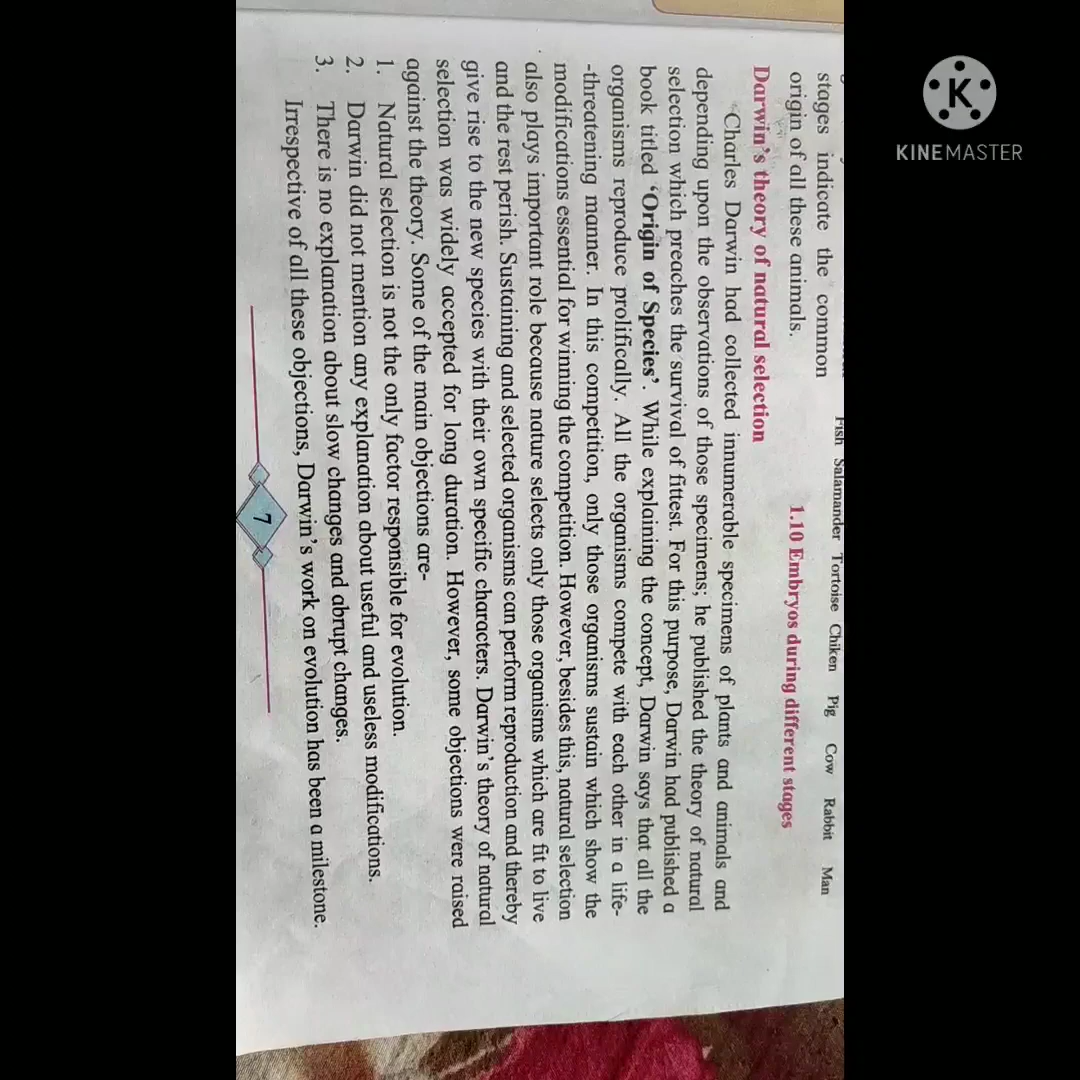 KINEMASTER
Fish Salamander Tortoise Chiken Pig Cow Rabbit Man
stages indicate the common
origin of all these animals.
1.10 Embryos during different stages
Darwin's theory of natural selection
Charles Darwin had collected innumerable specimens of plants and animals and
depending upon the observations of those specimens; he published the theory of natural
selection which preaches the survival of fittest. For this purpose, Darwin had published a
book titled 'Origin of Species'. While explaining the concept, Darwin says that all the
organisms reproduce prolifically. All the organisms compete with each other in a life-
-threatening manner. In this competition, only those organisms sustain which show the
modifications essential for winning the competition. However, besides this, natural selection
also plays important role because nature selects only those organisms which are fit to live
and the rest perish. Sustaining and selected organisms can perform reproduction and thereby
give rise to the new species with their own specific characters. Darwin's theory of natural
selection was widely accepted for long duration. However, some objections were raised
against the theory. Some of the main objections are-
1. Natural selection is not the only factor responsible for evolution.
2. Darwin did not mention any explanation about useful and useless modifications.
3. There is no explanation about slow changes and abrupt changes.
Irrespective of all these objections, Darwin's work on evolution has been a milestone.
7